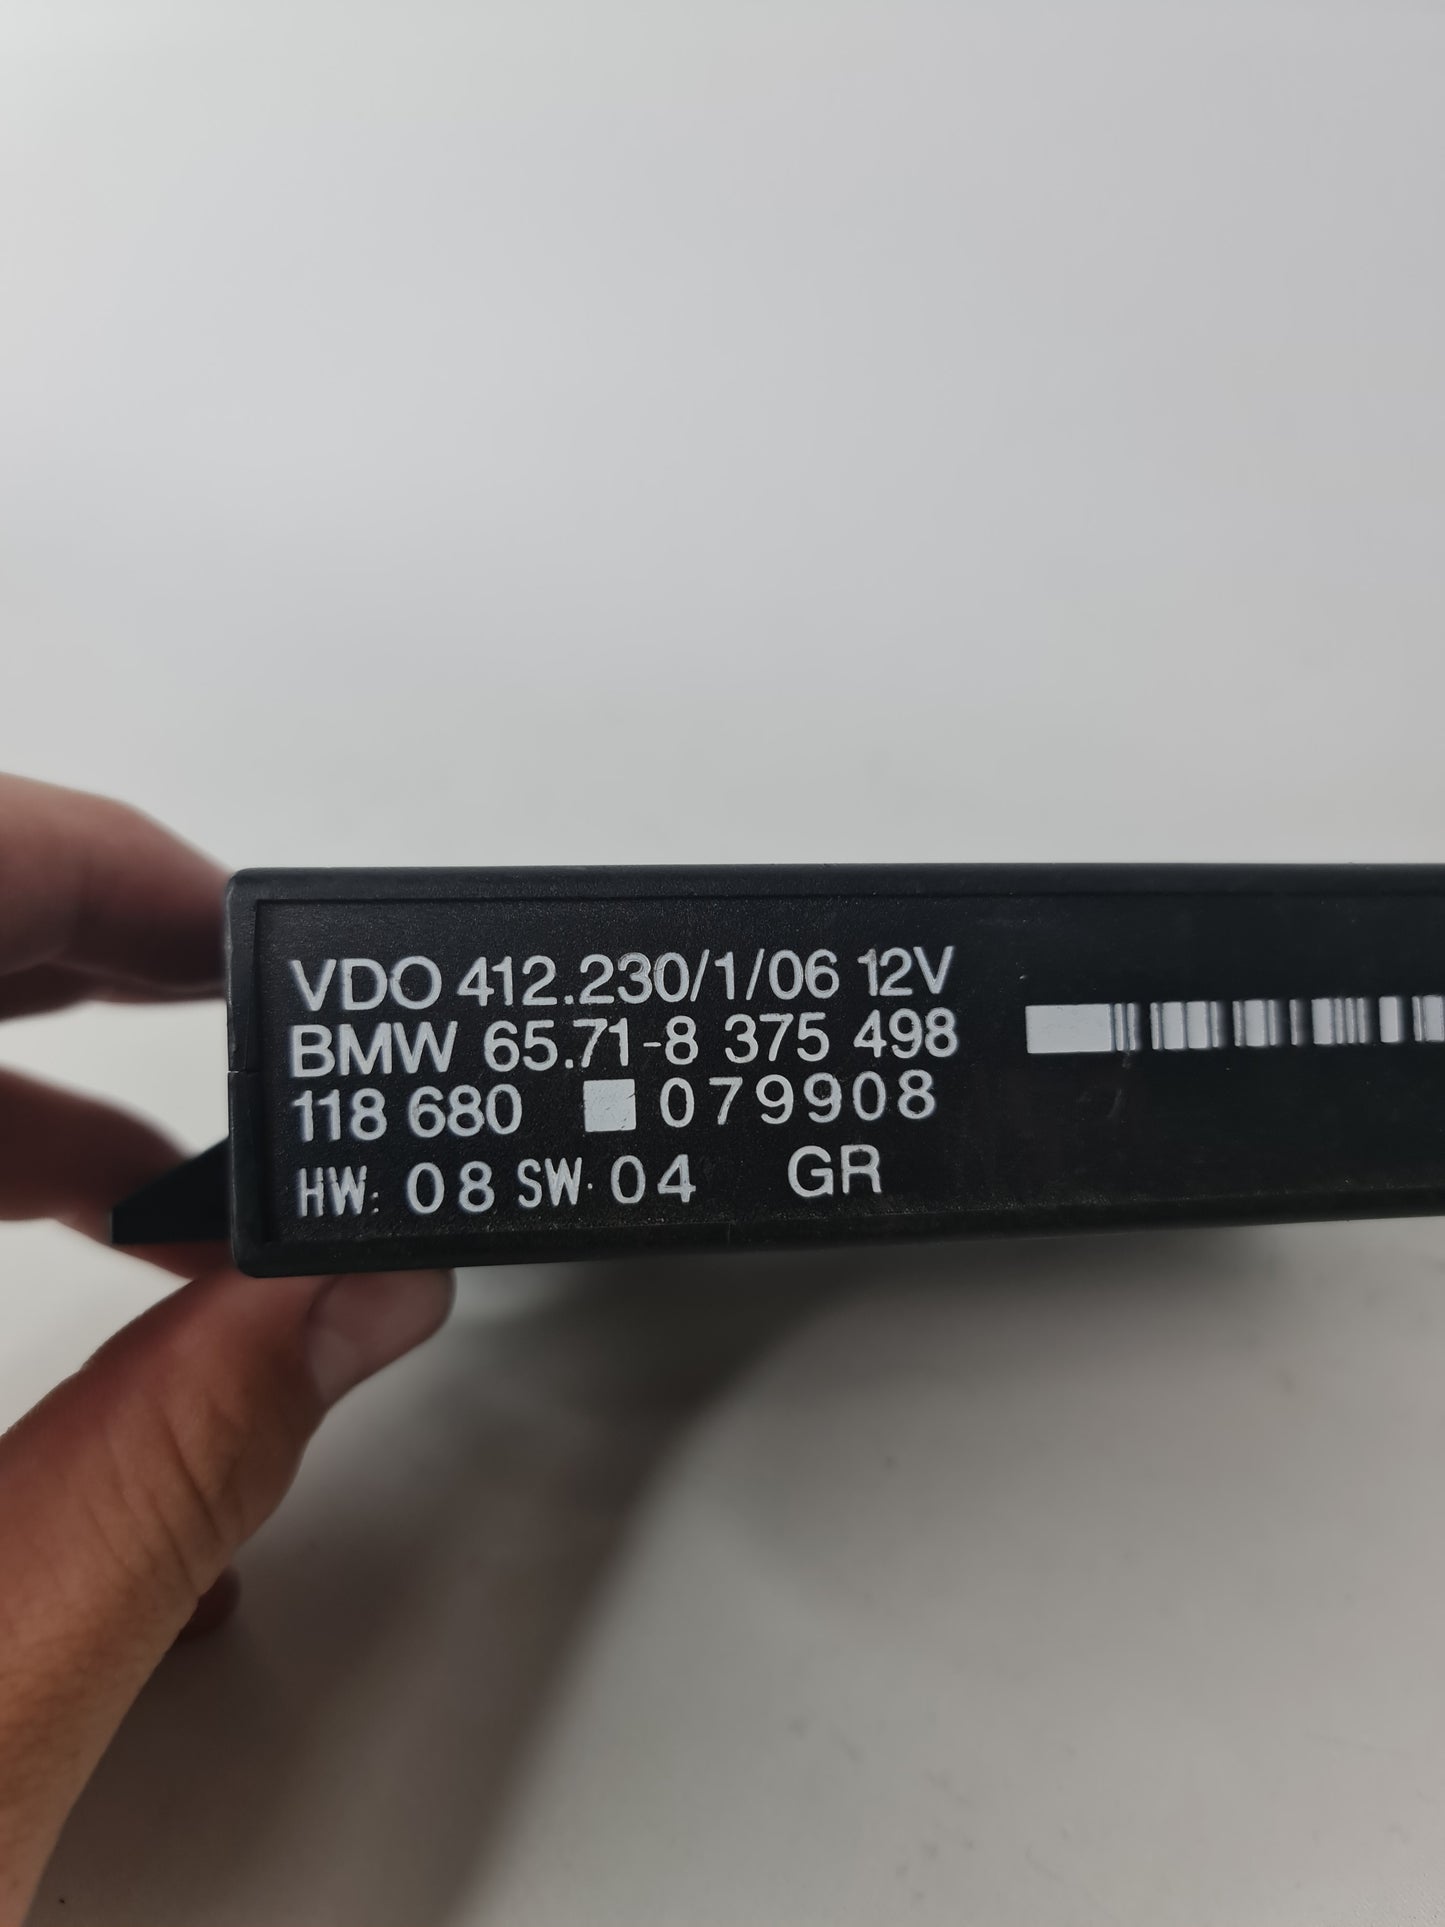 VDO 412.230/1/06 12V
BMW 65.71-8 375 498
118 680 079908
HW: 08 SW. 04 GR